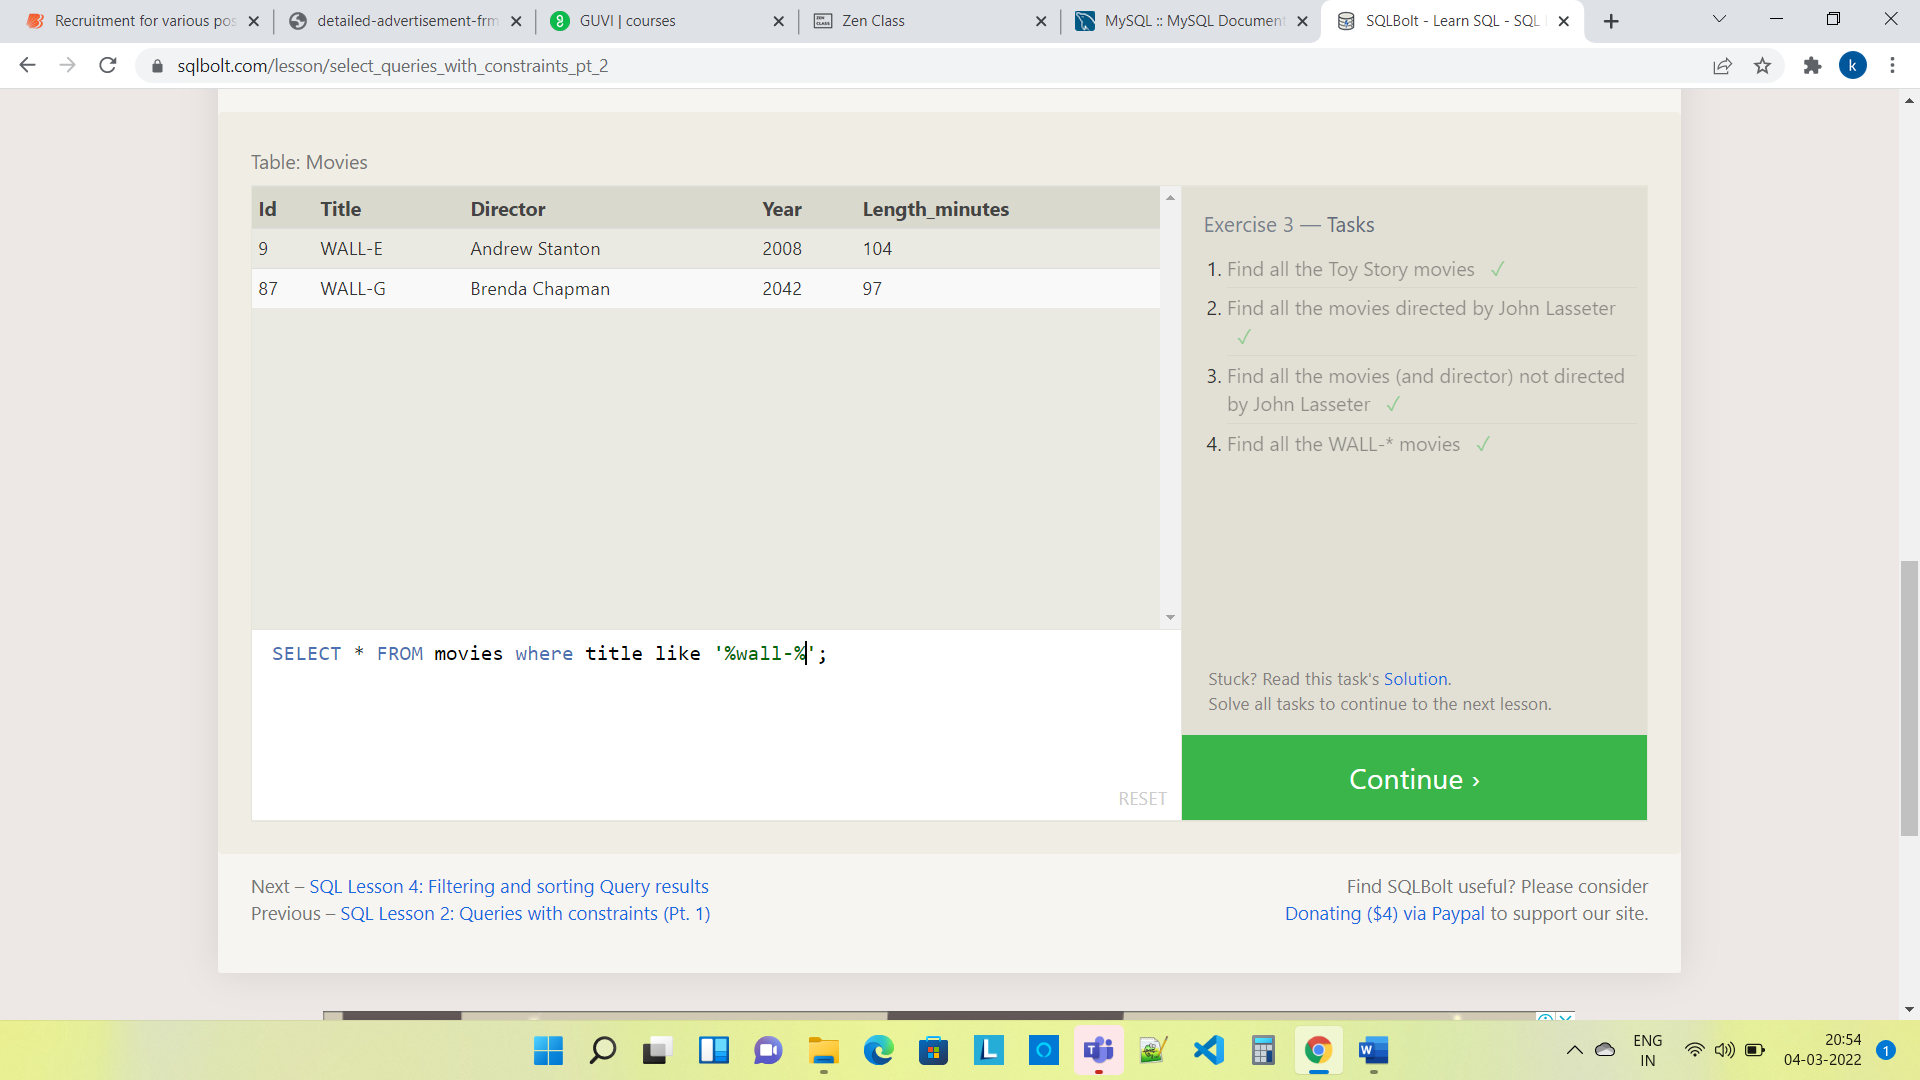 Recruitment for various pos
detailed-advertisement-frm
GUVI | courses
Zen Class
MySQL :: MySQL Document
SQLBolt - Learn SQL - SQL
sqlbolt.com/lesson/select_queries_with_constraints_pt_2
k
Table: Movies
Id Title Director Year Length_minutes
9 WALL-E Andrew Stanton 2008 104
87 WALL-G Brenda Chapman 2042 97
SELECT * FROM movies where title like '%wall-%';
RESET
Exercise 3 — Tasks
1. Find all the Toy Story movies ✓
2. Find all the movies directed by John Lasseter
✓
3. Find all the movies (and director) not directed
by John Lasseter ✓
4. Find all the WALL-* movies ✓
Stuck? Read this task's Solution.
Solve all tasks to continue to the next lesson.
Continue ›
Next – SQL Lesson 4: Filtering and sorting Query results
Previous – SQL Lesson 2: Queries with constraints (Pt. 1)
Find SQLBolt useful? Please consider
Donating ($4) via Paypal to support our site.
ENG
IN
20:54
04-03-2022
1